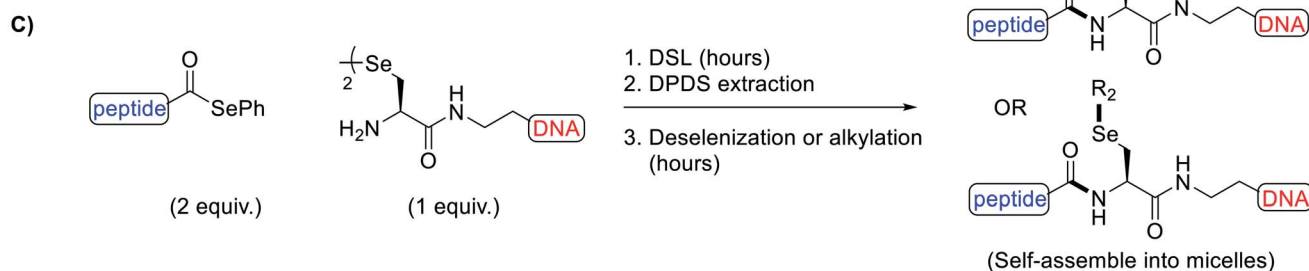 C)
peptide
O
SePh
(2 equiv.)
2
Se
H2N
O
H
N
DNA
(1 equiv.)
1. DSL (hours)
2. DPDS extraction
3. Deselenization or alkylation
(hours)
peptide
N
H
O
N
DNA
OR
R2
Se
O
peptide
N
H
O
H
N
DNA
(Self-assemble into micelles)